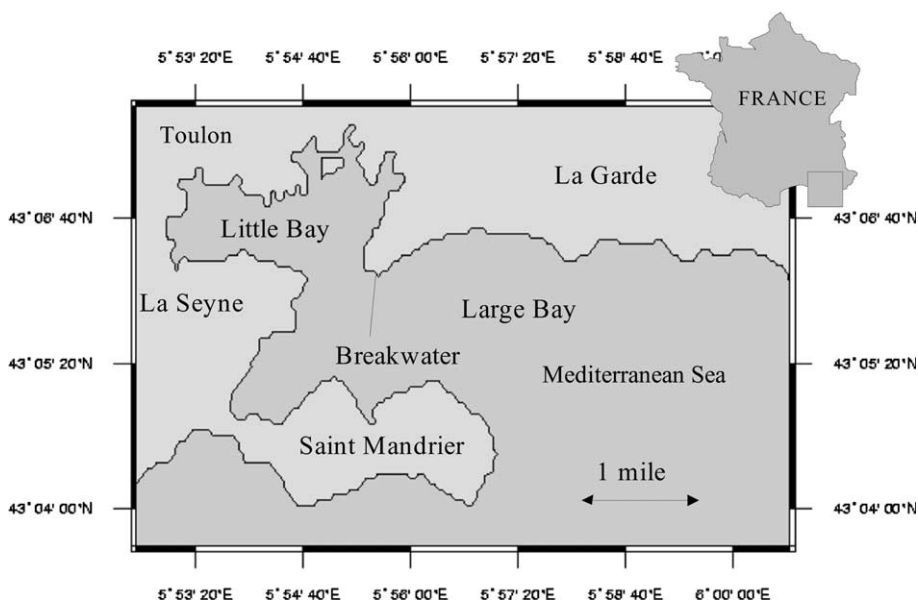 5˚53'20"E 5˚54'40"E 5˚56'00"E 5˚57'20"E 5˚58'40"E
FRANCE
Toulon
La Garde
43˚06'40"N 43˚06'40"N
Little Bay
La Seyne
Large Bay
Breakwater
43˚05'20"N 43˚05'20"N
Mediterranean Sea
Saint Mandrier
1 mile
43˚04'00"N 43˚04'00"N
5˚53'20"E 5˚54'40"E 5˚56'00"E 5˚57'20"E 5˚58'40"E 6˚00'00"E